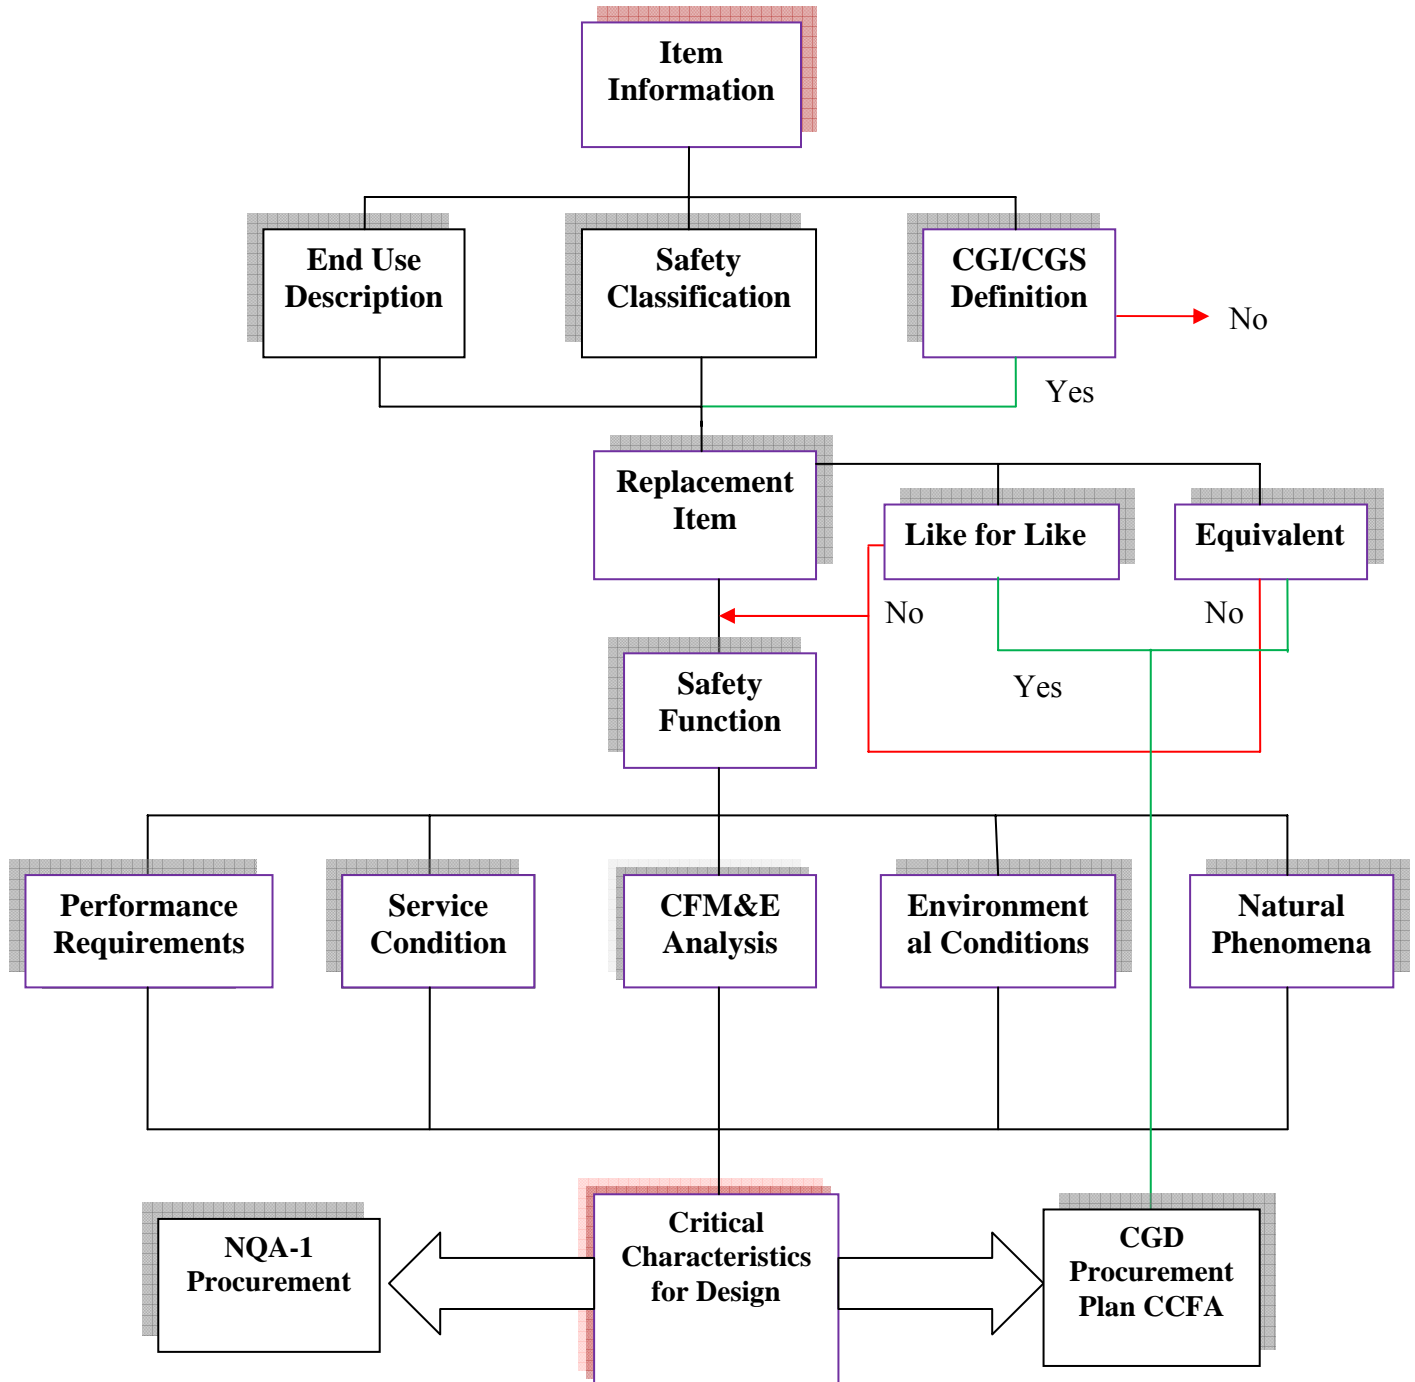 Item
Information
End Use
Description
Safety
Classification
CGI/CGS
Definition
No
Yes
Replacement
Item
Like for Like
Equivalent
No
No
Safety
Function
Yes
Performance
Requirements
Service
Condition
CFM&E
Analysis
Environment
al Conditions
Natural
Phenomena
NQA-1
Procurement
Critical
Characteristics
for Design
CGD
Procurement
Plan CCFA